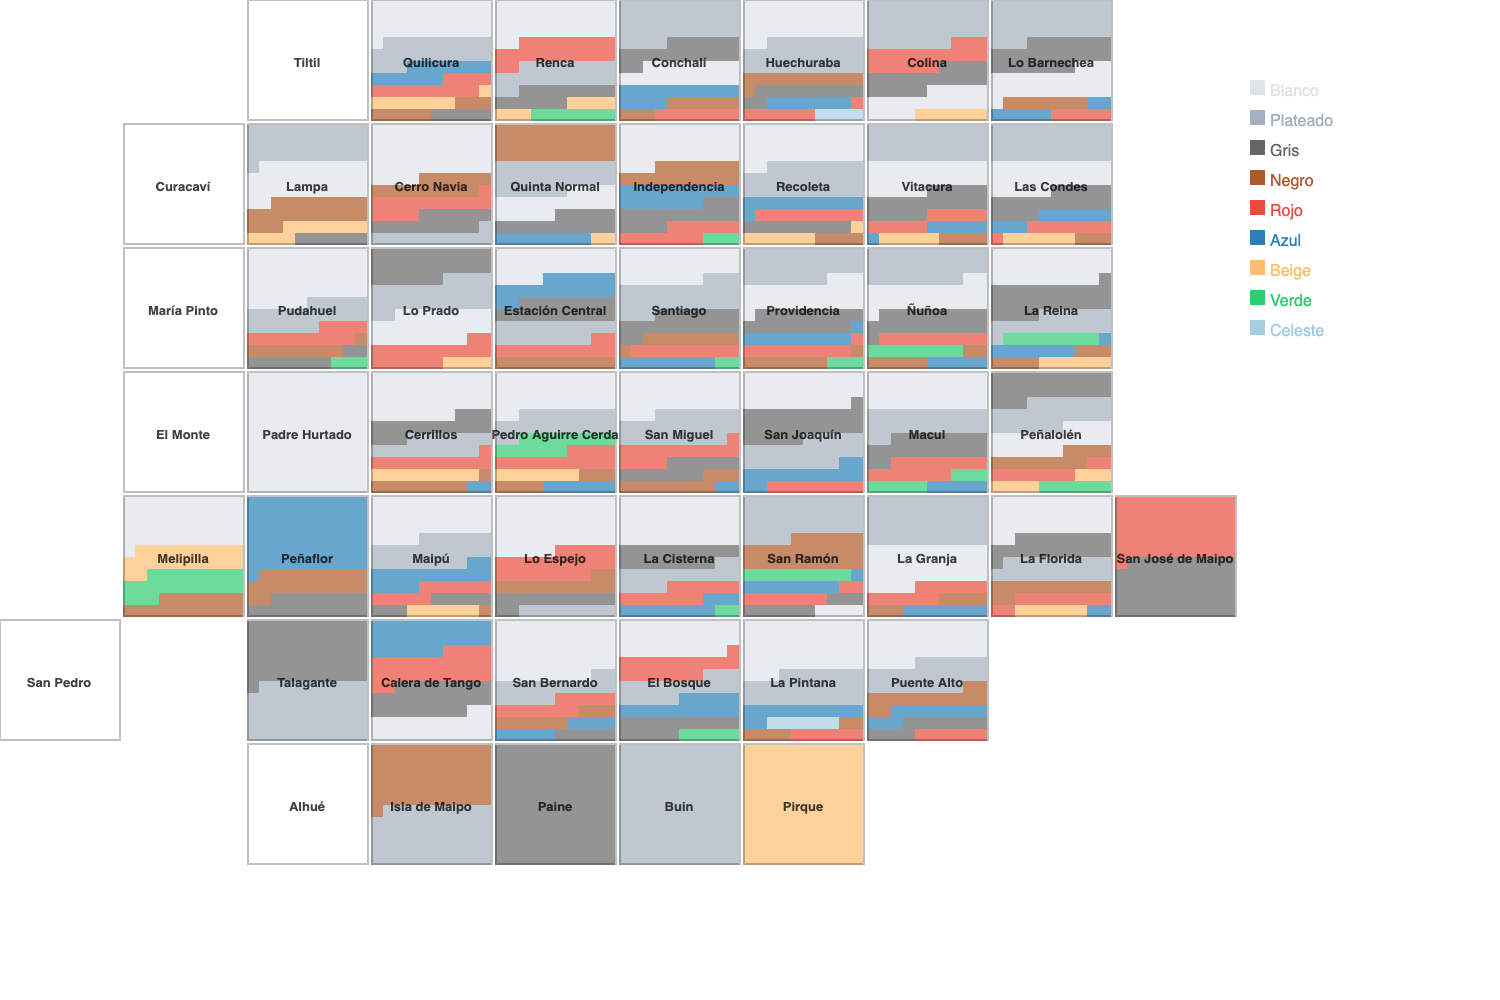 Tiltil
Quilicura
Renca
Conchalí
Huechuraba
Colina
Lo Barnechea
Curacaví
Lampa
Cerro Navia
Quinta Normal
Independencia
Recoleta
Vitacura
Las Condes
María Pinto
Pudahuel
Lo Prado
Estación Central
Santiago
Providencia
Ñuñoa
La Reina
El Monte
Padre Hurtado
Cerrillos
Pedro Aguirre Cerda
San Miguel
San Joaquín
Macul
Peñalolén
Melipilla
Peñaflor
Maipú
Lo Espejo
La Cisterna
San Ramón
La Granja
La Florida
San José de Maipo
San Pedro
Talagante
Calera de Tango
San Bernardo
El Bosque
La Pintana
Puente Alto
Alhué
Isla de Maipo
Paine
Buin
Pirque
Blanco
Plateado
Gris
Negro
Rojo
Azul
Beige
Verde
Celeste